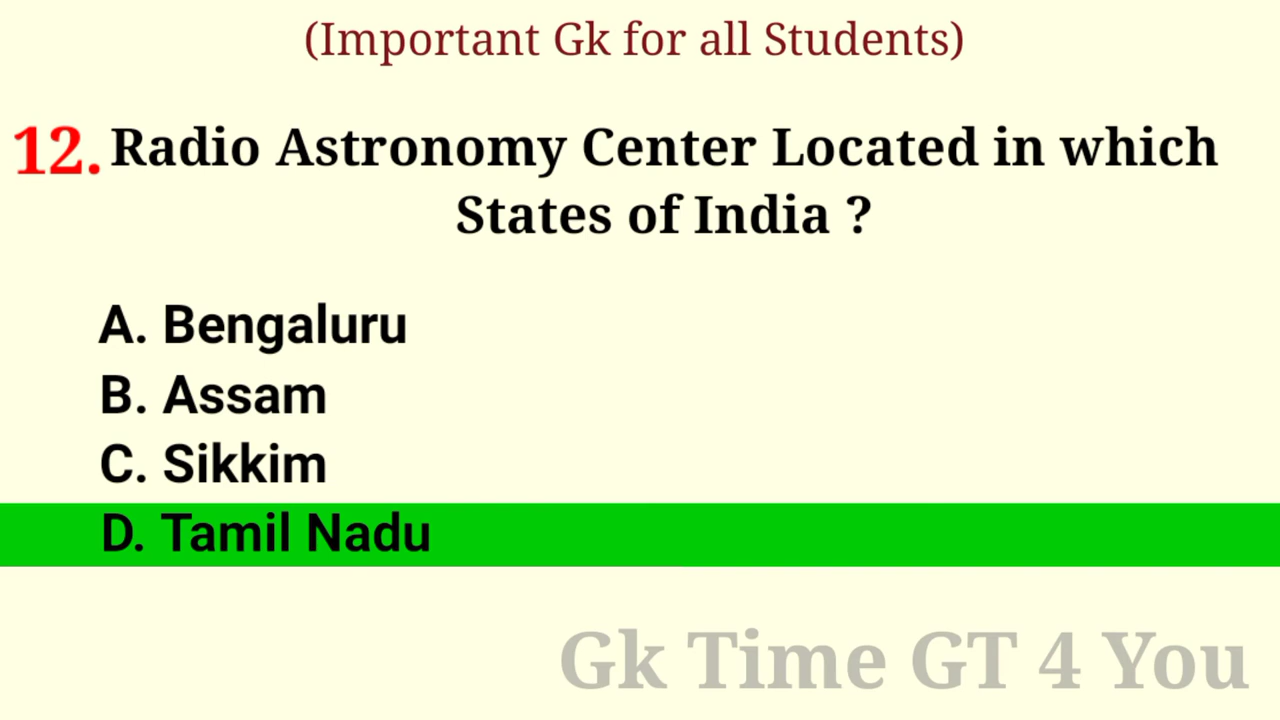 (Important Gk for all Students)
12. Radio Astronomy Center Located in which
States of India ?
A. Bengaluru
B. Assam
C. Sikkim
D. Tamil Nadu
Gk Time GT 4 You